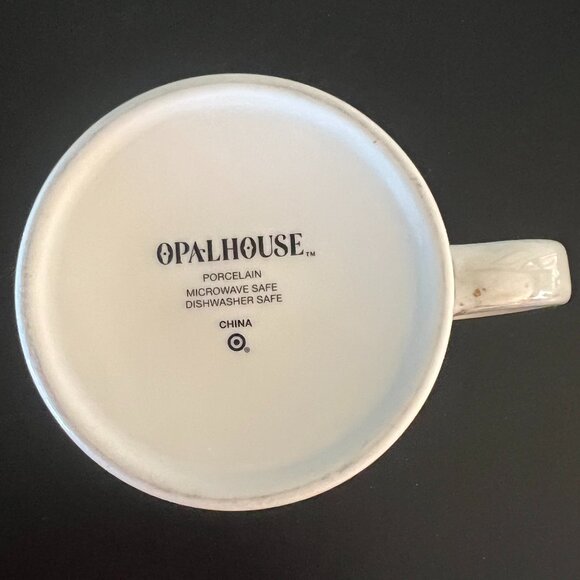 OPALHOUSE™
PORCELAIN
MICROWAVE SAFE
DISHWASHER SAFE
CHINA
®